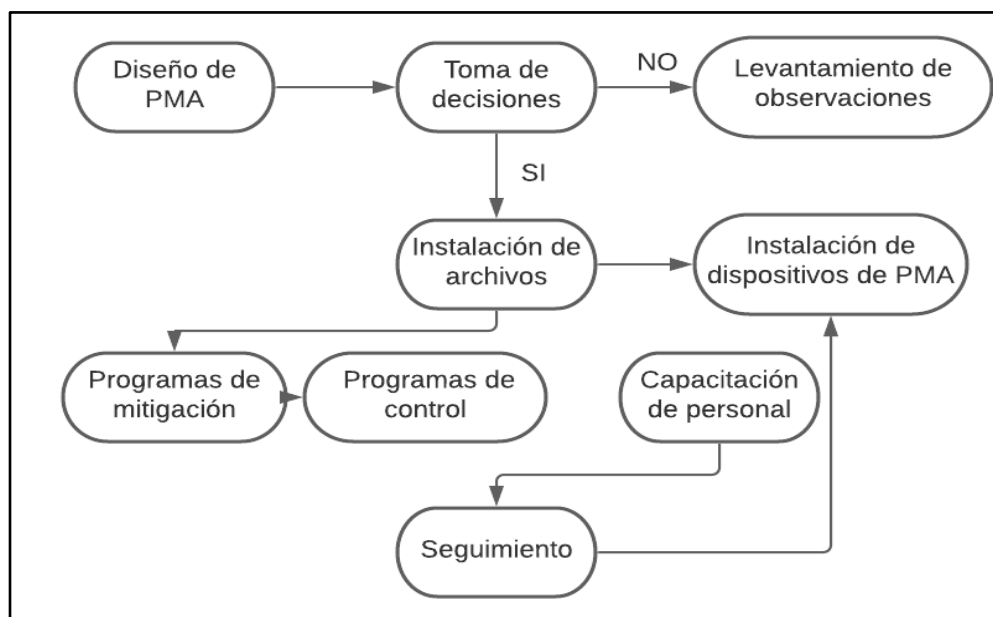 Diseño de
PMA
Toma de
decisiones
NO
Levantamiento de
observaciones
SI
Instalación de
archivos
Instalación de
dispositivos de PMA
Programas de
mitigación
Programas de
control
Capacitación
de personal
Seguimiento